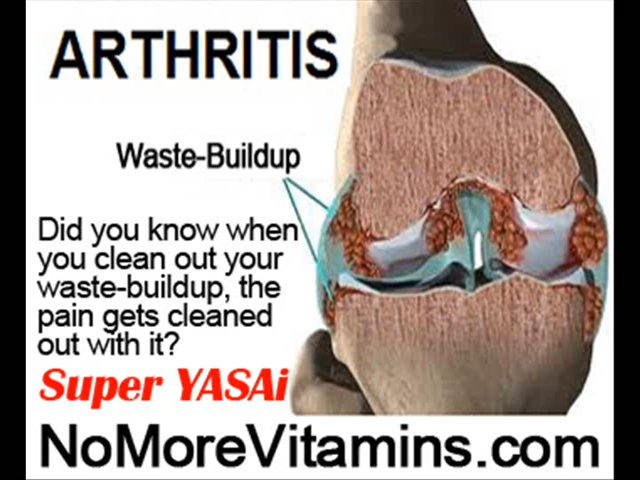 ARTHRITIS
Waste-Buildup
Did you know when
you clean out your
waste-buildup, the
pain gets cleaned
out with it?
Super YASAi
NoMoreVitamins.com